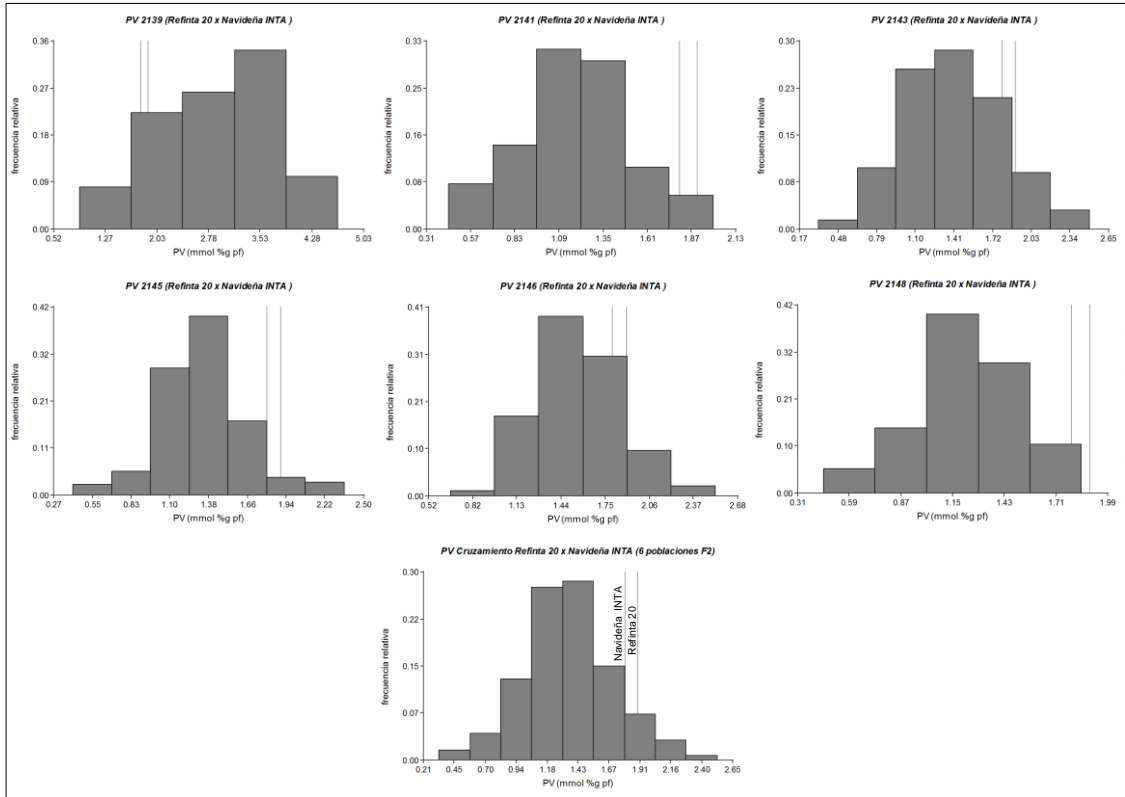 PV 2139 (Refinta 20 x Navideña INTA )
0.36
0.27
0.18
0.09
0.00
frecuencia relativa
0.52 1.27 2.03 2.78 3.53 4.28 5.03
PV (mmol %g pf)
PV 2141 (Refinta 20 x Navideña INTA )
0.33
0.24
0.16
0.08
0.00
frecuencia relativa
0.31 0.57 0.83 1.09 1.35 1.61 1.87 2.13
PV (mmol %g pf)
PV 2143 (Refinta 20 x Navideña INTA )
0.30
0.23
0.15
0.08
0.00
frecuencia relativa
0.17 0.48 0.79 1.10 1.41 1.72 2.03 2.34 2.65
PV (mmol %g pf)
PV 2145 (Refinta 20 x Navideña INTA )
0.42
0.32
0.21
0.11
0.00
frecuencia relativa
0.27 0.55 0.83 1.10 1.38 1.66 1.94 2.22 2.50
PV (mmol %g pf)
PV 2146 (Refinta 20 x Navideña INTA )
0.41
0.31
0.21
0.10
0.00
frecuencia relativa
0.52 0.82 1.13 1.44 1.75 2.06 2.37 2.68
PV (mmol %g pf)
PV 2148 (Refinta 20 x Navideña INTA )
0.42
0.31
0.21
0.10
0.00
frecuencia relativa
0.31 0.59 0.87 1.15 1.43 1.71 1.99
PV (mmol %g pf)
PV Cruzamiento Refinta 20 x Navideña INTA (6 poblaciones F2)
0.30
0.22
0.15
0.07
0.00
frecuencia relativa
Navideña INTA
Refinta 20
0.21 0.45 0.70 0.94 1.18 1.43 1.67 1.91 2.16 2.40 2.65
PV (mmol %g pf)